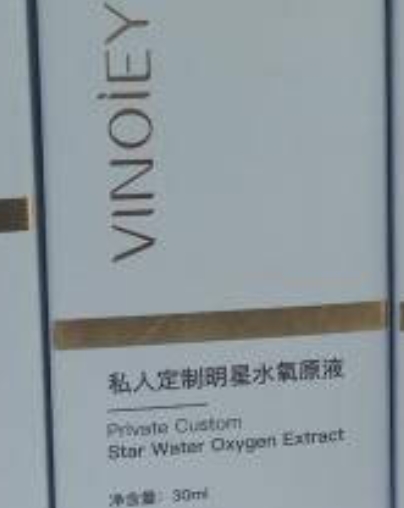 VINOiEY
私人定制明星水氧原液
Private Custom
Star Water Oxygen Extract
净含量: 30ml